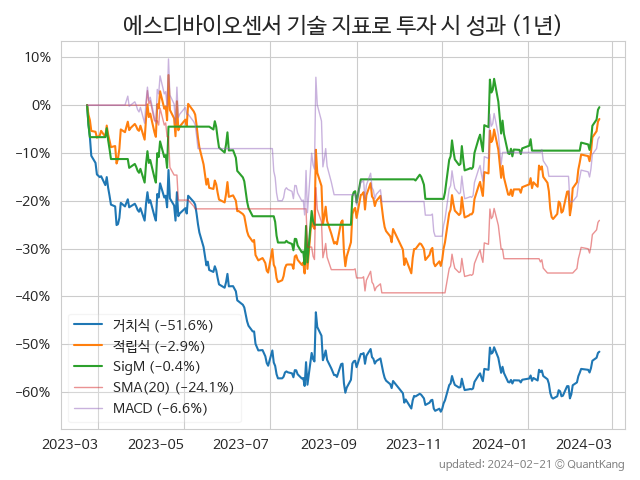 에스디바이오센서 기술 지표로 투자 시 성과 (1년)
10%
0%
−10%
−20%
−30%
−40%
−50%
−60%
거치식 (−51.6%)
적립식 (−2.9%)
SigM (−0.4%)
SMA(20) (−24.1%)
MACD (−6.6%)
2023-03 2023-05 2023-07 2023-09 2023-11 2024-01 2024-03
updated: 2024-02-21 © QuantKang